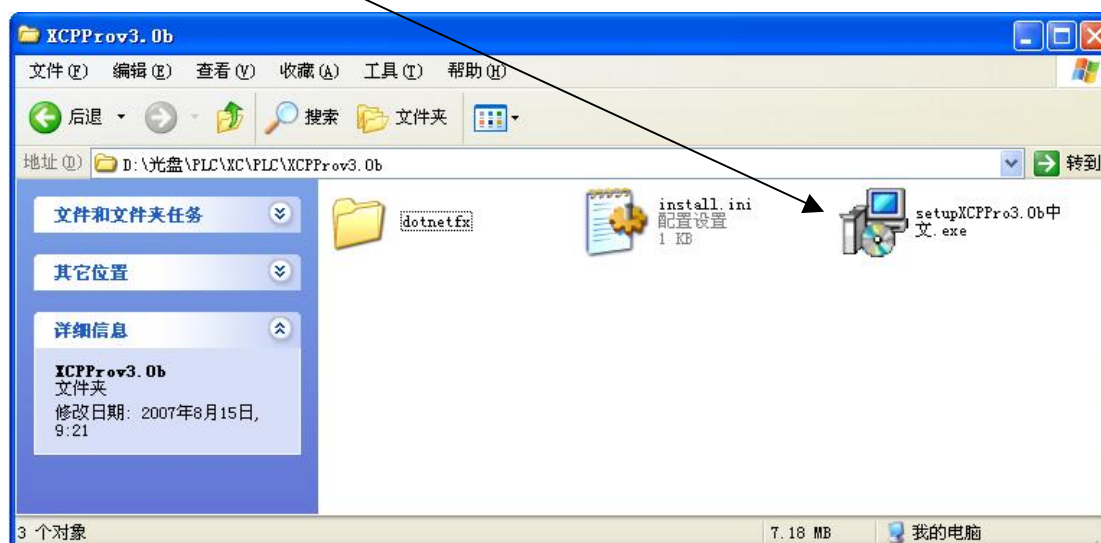 XCPProv3.0b
文件(F) 编辑(E) 查看(V) 收藏(A) 工具(T) 帮助(H)
后退 搜索 文件夹
地址(D) D:\光盘\PLC\XC\PLC\XCPProv3.0b 转到
文件和文件夹任务
其它位置
详细信息
XCPProv3.0b
文件夹
修改日期: 2007年8月15日,
9:21
dotnetfx
install.ini
配置设置
1 KB
setupXCPPro3.0b中
文.exe
3 个对象 7.18 MB 我的电脑